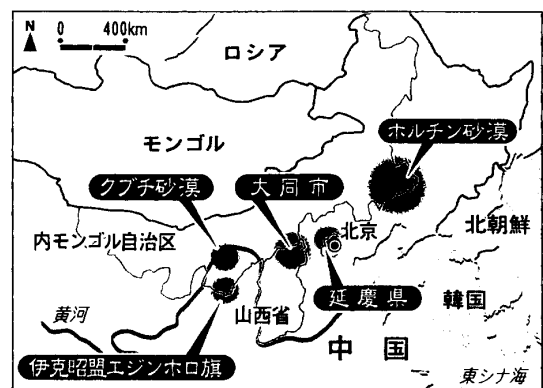 N
0 400km
ロシア
モンゴル
ホルチン砂漠
クブチ砂漠
大同市
北京
北朝鮮
内モンゴル自治区
延慶県
韓国
山西省
黄河
中国
伊克昭盟エジンホロ旗
東シナ海